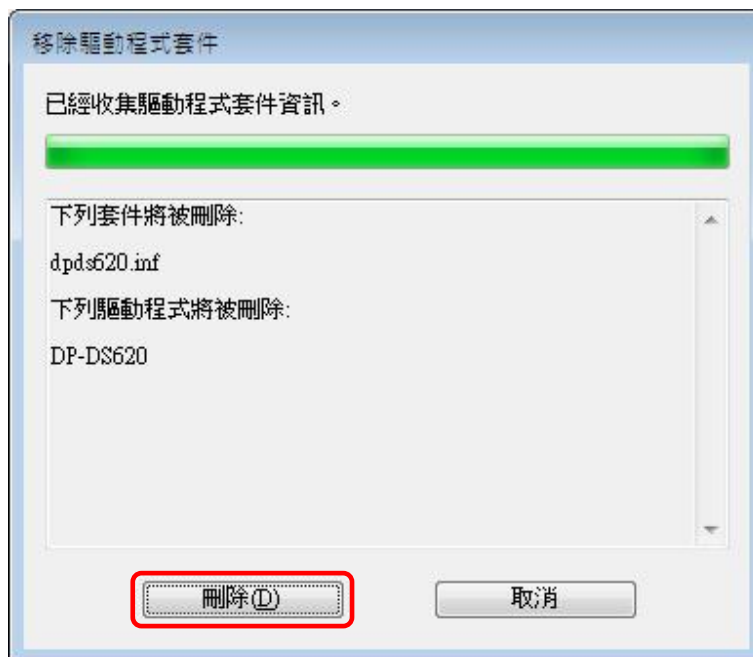 移除驅動程式套件
已經收集驅動程式套件資訊。
下列套件將被刪除:
dpds620.inf
下列驅動程式將被刪除:
DP-DS620
刪除(D)
取消